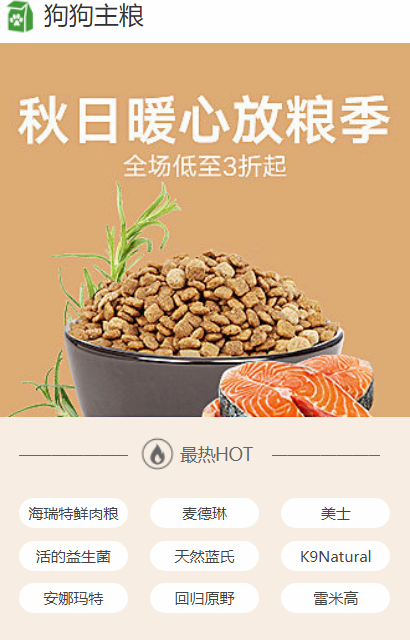 狗狗主粮
秋日暖心放粮季
全场低至3折起
最热HOT
海瑞特鲜肉粮 麦德琳 美士
活的益生菌 天然蓝氏 K9Natural
安娜玛特 回归原野 雷米高